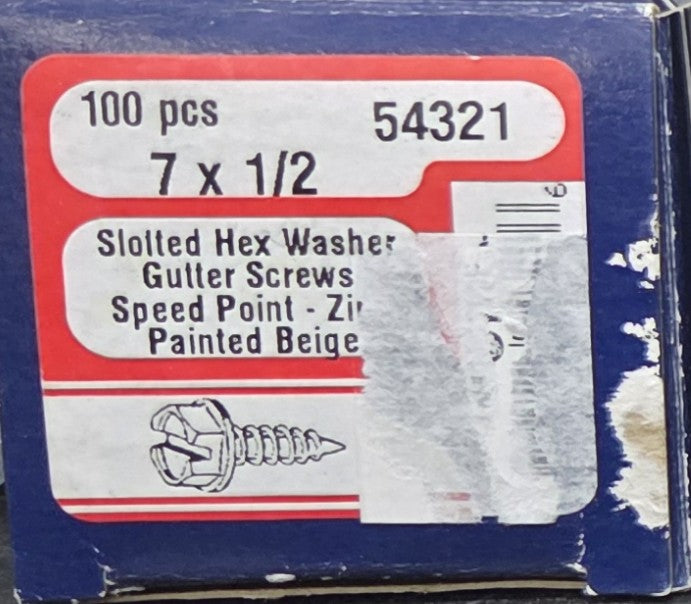 100 pcs 54321
7 x 1/2
Slotted Hex Washer
Gutter Screws
Speed Point -
Painted Beige